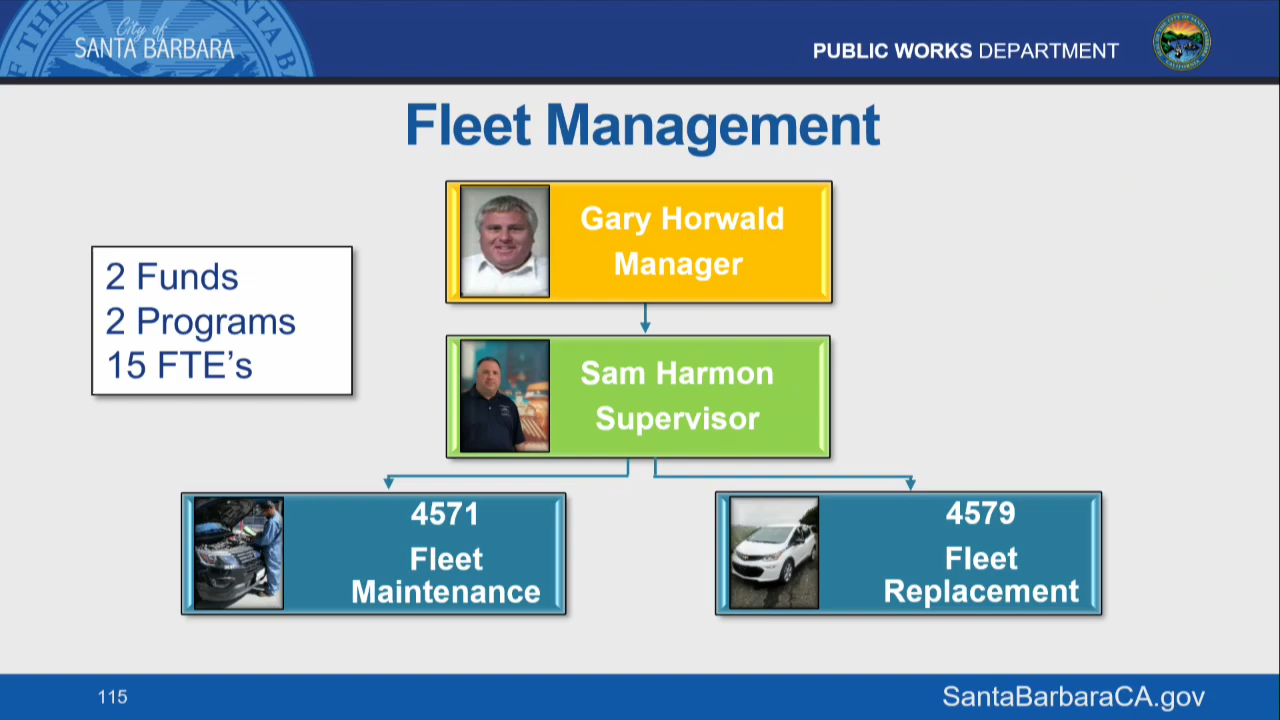 City of
SANTA BARBARA
PUBLIC WORKS DEPARTMENT
Fleet Management
Gary Horwald
Manager
2 Funds
2 Programs
15 FTE's
Sam Harmon
Supervisor
4571
Fleet
Maintenance
4579
Fleet
Replacement
115
SantaBarbaraCA.gov